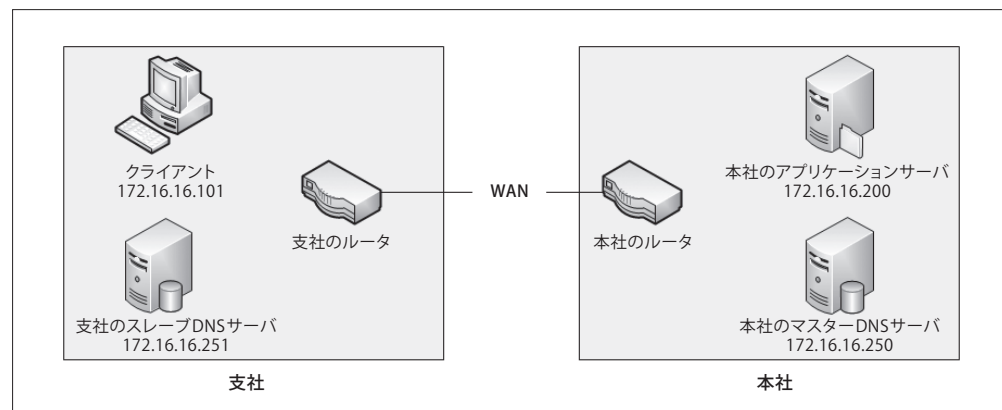 クライアント
172.16.16.101
支社のルータ
支社のスレーブDNSサーバ
172.16.16.251
支社
WAN
本社のアプリケーションサーバ
172.16.16.200
本社のルータ
本社のマスターDNSサーバ
172.16.16.250
本社